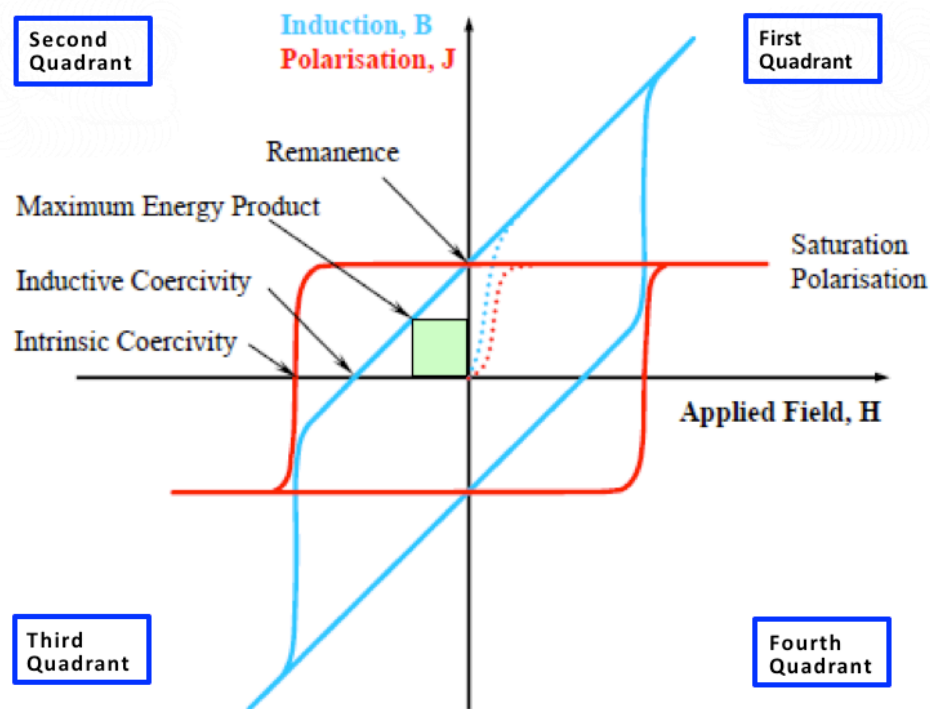 Second
Quadrant
Induction, B
Polarisation, J
First
Quadrant
Remanence
Maximum Energy Product
Inductive Coercivity
Intrinsic Coercivity
Saturation
Polarisation
Applied Field, H
Third
Quadrant
Fourth
Quadrant